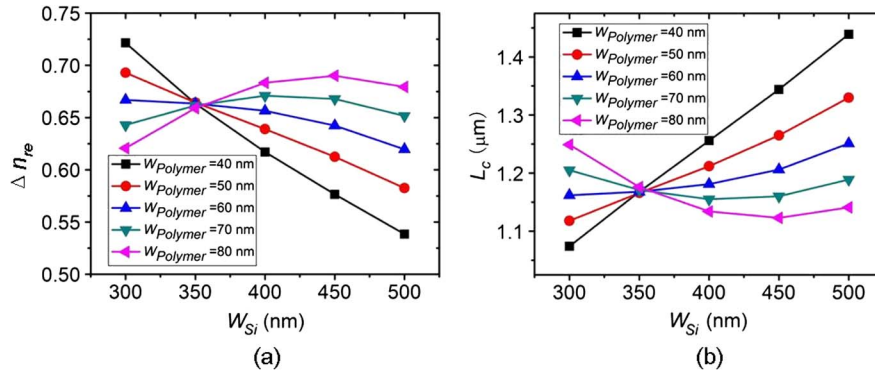 0.75
0.70
0.65
0.60
0.55
0.50
Δ n_re
W_Polymer=40 nm
W_Polymer=50 nm
W_Polymer=60 nm
W_Polymer=70 nm
W_Polymer=80 nm
300 350 400 450 500
W_Si (nm)
(a)
1.4
1.3
1.2
1.1
L_c (μm)
W_Polymer=40 nm
W_Polymer=50 nm
W_Polymer=60 nm
W_Polymer=70 nm
W_Polymer=80 nm
300 350 400 450 500
W_Si (nm)
(b)